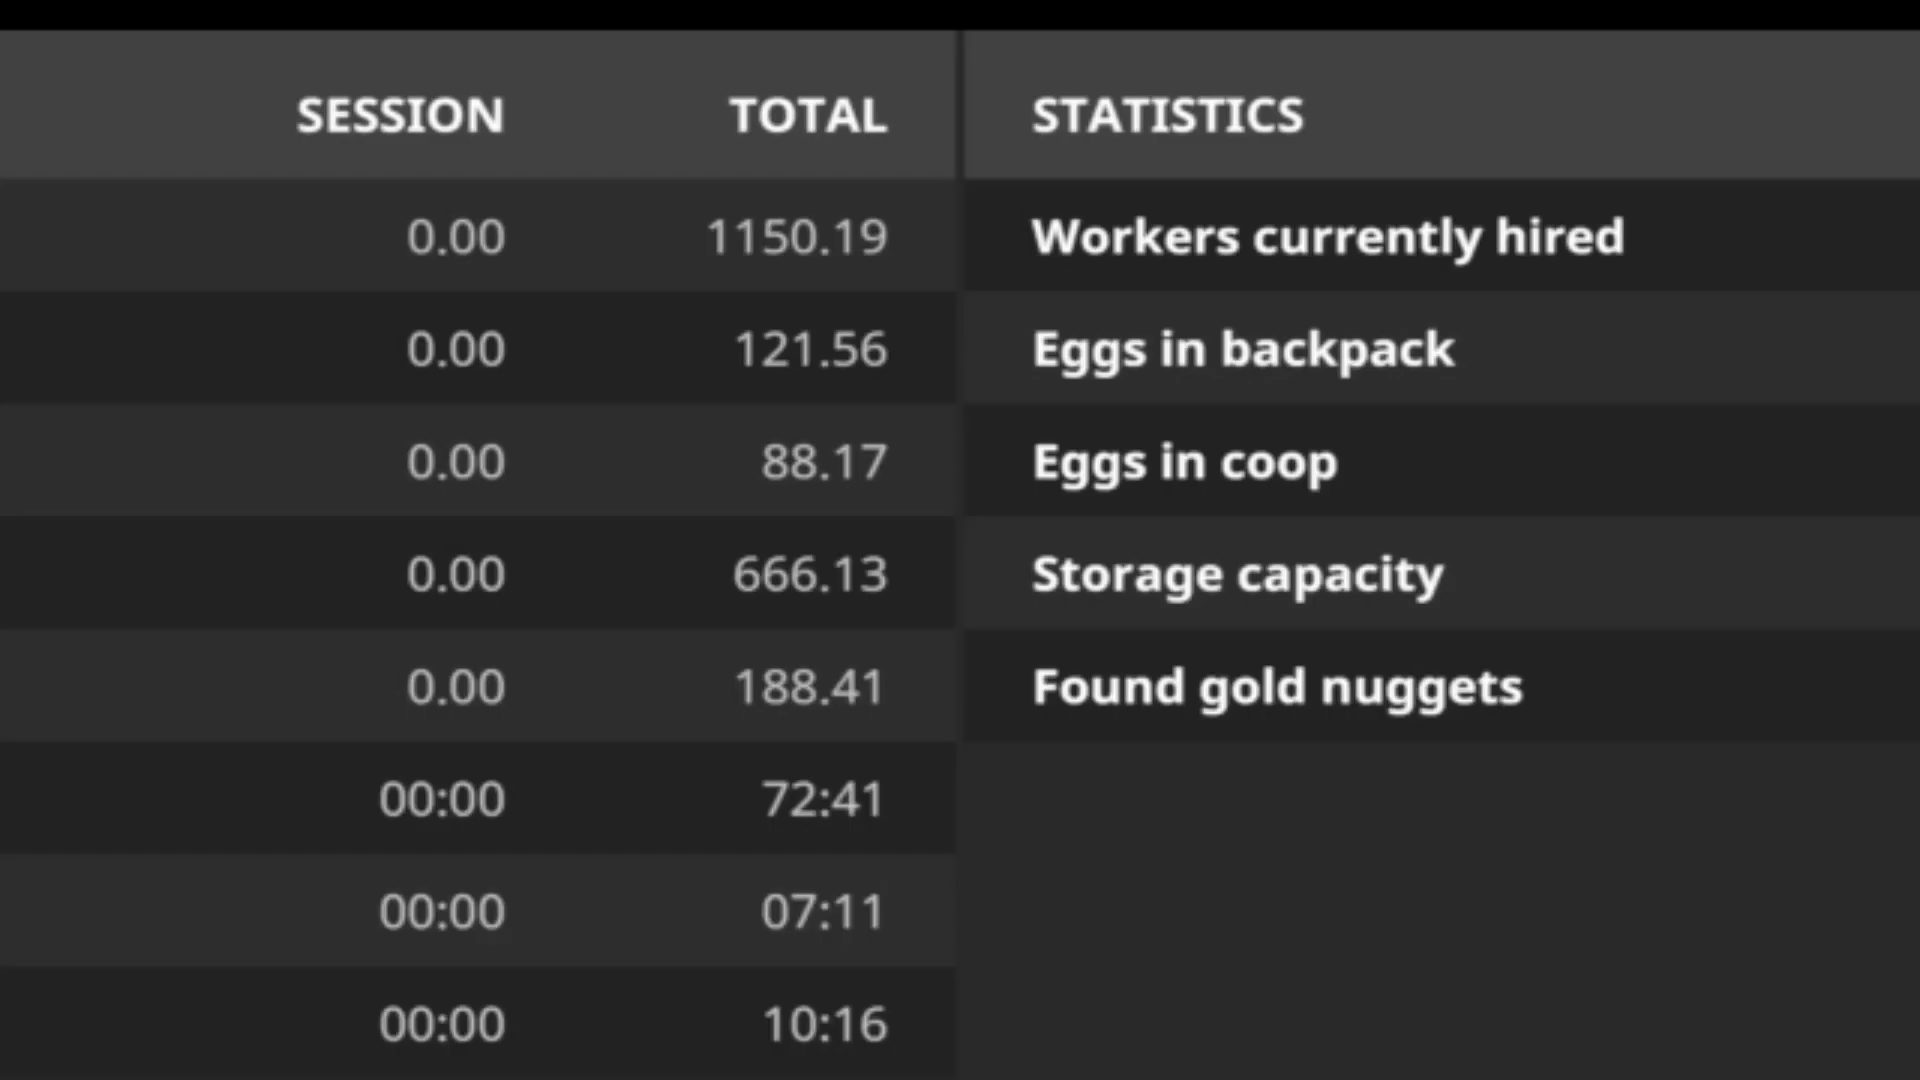 SESSION TOTAL STATISTICS
0.00 1150.19 Workers currently hired
0.00 121.56 Eggs in backpack
0.00 88.17 Eggs in coop
0.00 666.13 Storage capacity
0.00 188.41 Found gold nuggets
00:00 72:41
00:00 07:11
00:00 10:16